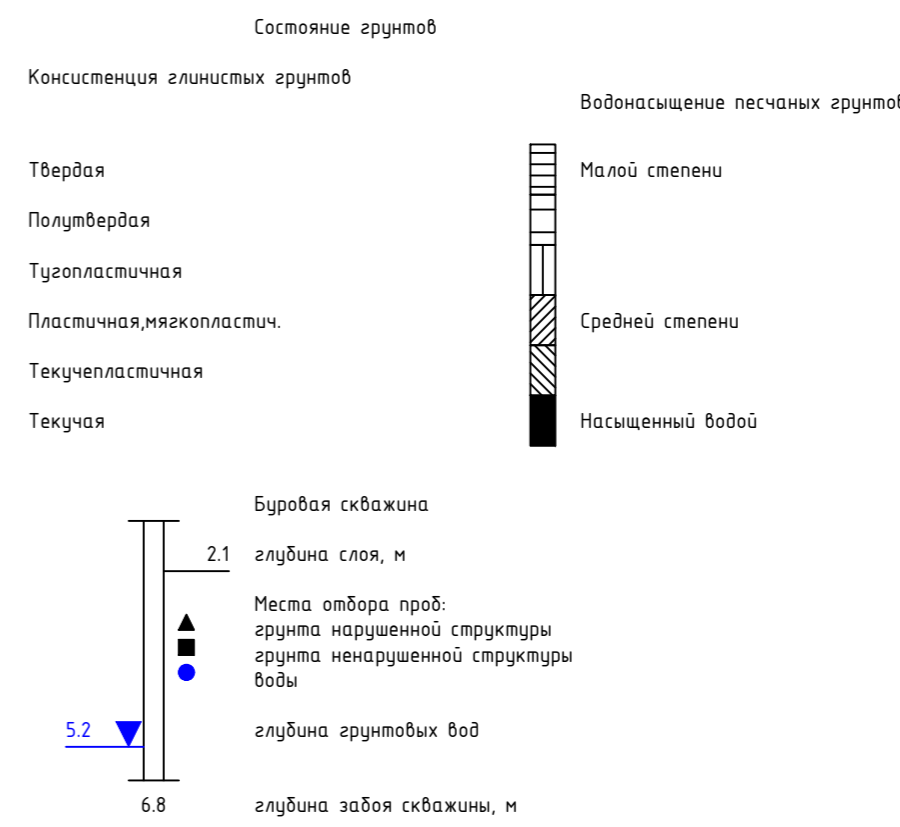 Состояние грунтов
Консистенция глинистых грунтов
Водонасыщение песчаных грунтов
Твердая
Малой степени
Полутвердая
Тугопластичная
Пластичная,мягкопластич.
Средней степени
Текучепластичная
Текучая
Насыщенный водой
Буровая скважина
2.1 глубина слоя, м
Места отбора проб:
грунта нарушенной структуры
грунта ненарушенной структуры
воды
5.2 глубина грунтовых вод
6.8 глубина забоя скважины, м